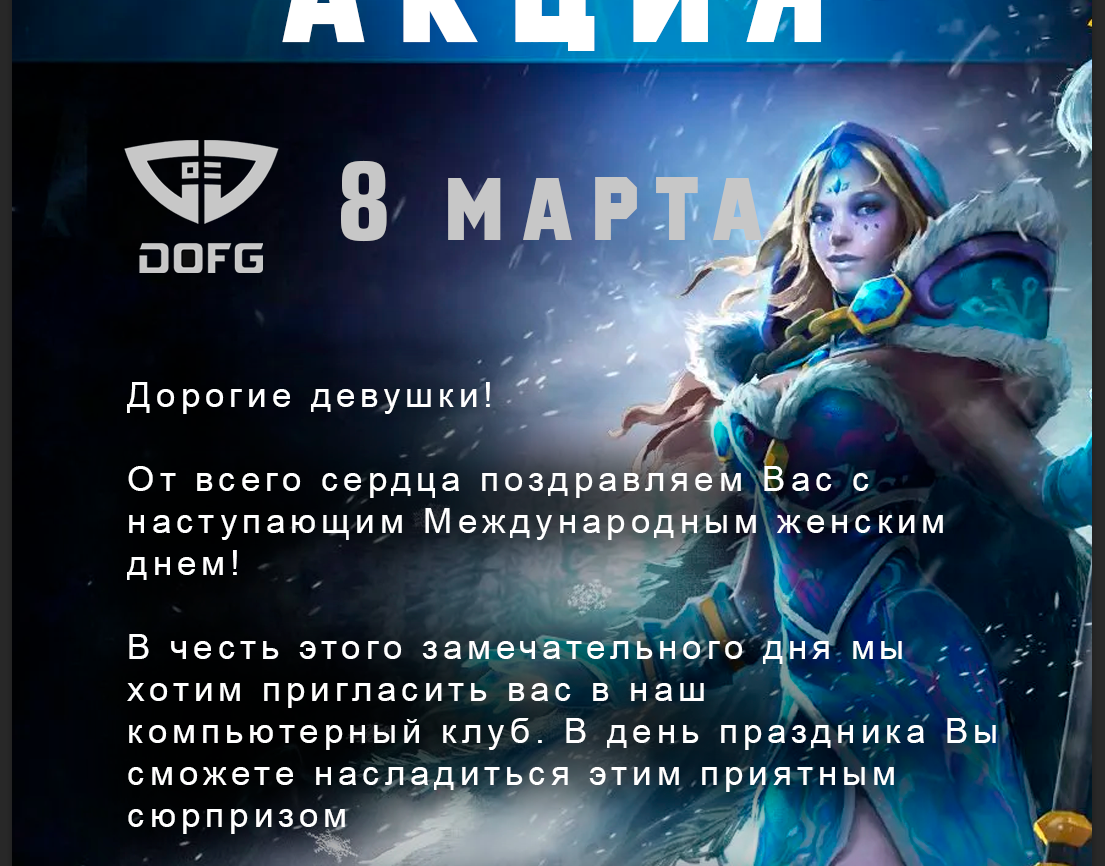 АКЦИЯ
DOFG
8 МАРТА
Дорогие девушки!
От всего сердца поздравляем Вас с
наступающим Международным женским
днем!
В честь этого замечательного дня мы
хотим пригласить вас в наш
компьютерный клуб. В день праздника Вы
сможете насладиться этим приятным
сюрпризом